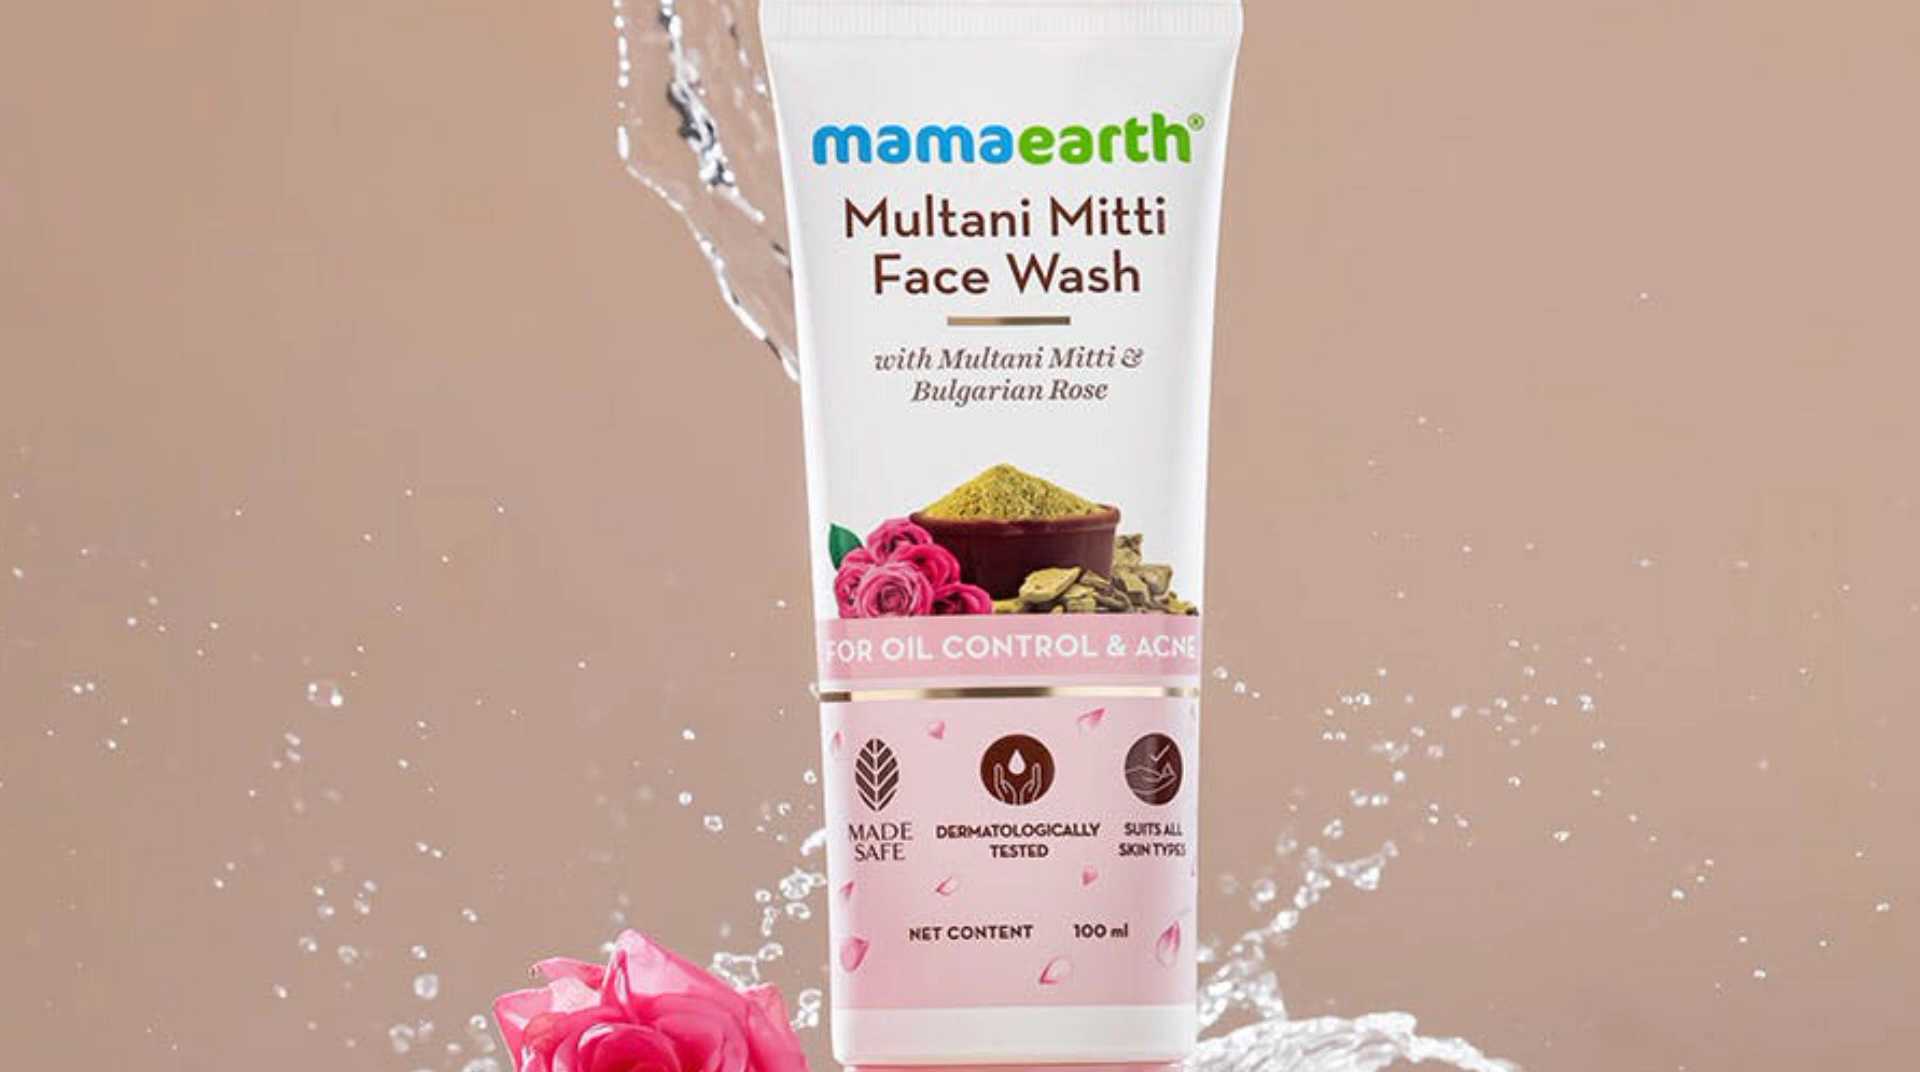 mamaearth®
Multani Mitti
Face Wash
with Multani Mitti &
Bulgarian Rose
FOR OIL CONTROL & ACNE
MADE
SAFE
DERMATOLOGICALLY
TESTED
SUITS ALL
SKIN TYPES
NET CONTENT 100 ml